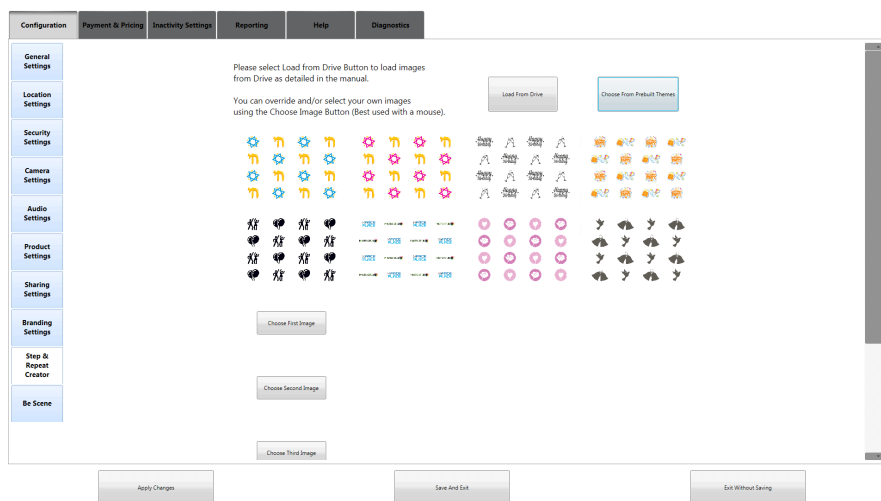 Configuration
Payment & Pricing
Inactivity Settings
Reporting
Help
Diagnostics
General
Settings
Location
Settings
Security
Settings
Camera
Settings
Audio
Settings
Product
Settings
Sharing
Settings
Branding
Settings
Step &
Repeat
Creator
Be Scene
Please select Load from Drive Button to load images
from Drive as detailed in the manual.
You can override and/or select your own images
using the Choose Image Button (Best used with a mouse).
Load From Drive
Choose From Prebuilt Themes
Choose First Image
Choose Second Image
Choose Third Image
Apply Changes
Save And Exit
Exit Without Saving